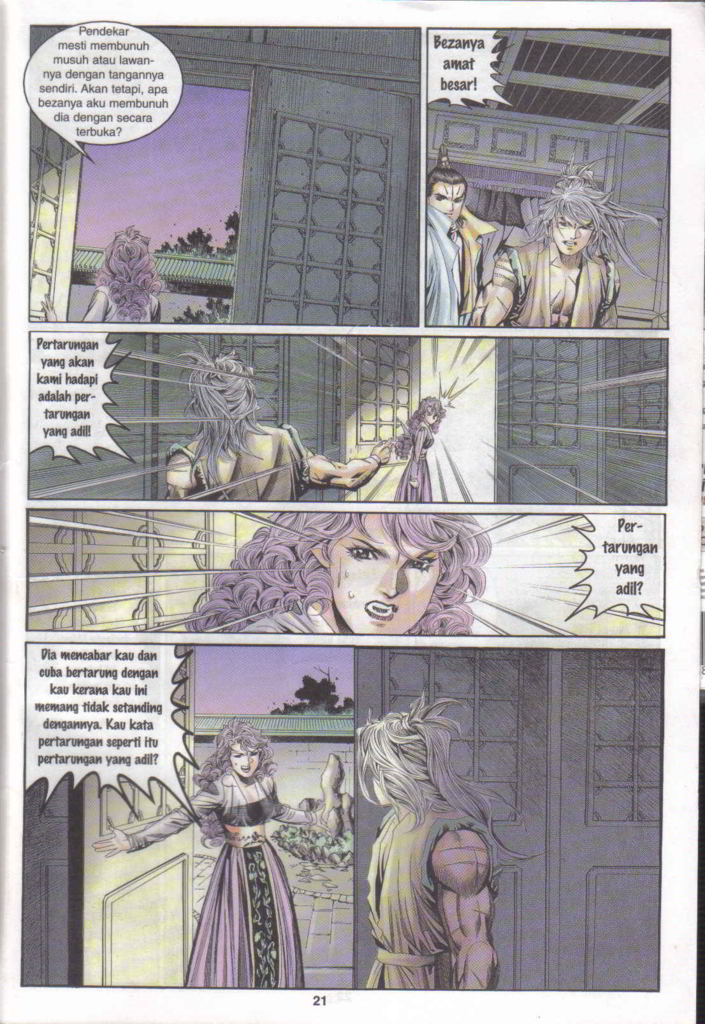 Pendekar
mesti membunuh
musuh atau lawan-
nya dengan tangannya
sendiri. Akan tetapi, apa
bezanya aku membunuh
dia dengan secara
terbuka?
Bezanya
amat
besar!
Pertarungan
yang akan
kami hadapi
adalah per-
tarungan
yang adil!
Per-
tarungan
yang
adil?
Dia mencabar kau dan
cuba bertarung dengan
kau kerana kau ini
memang tidak setanding
dengannya. Kau kata
pertarungan seperti itu
pertarungan yang adil?
21